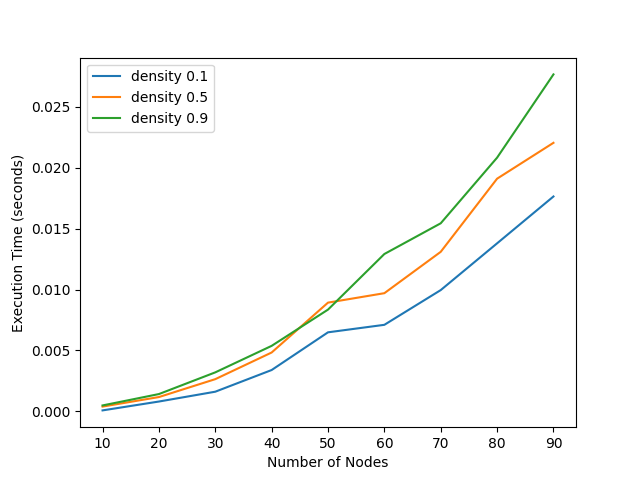 density 0.1
density 0.5
density 0.9
Execution Time (seconds)
0.025
0.020
0.015
0.010
0.005
0.000
10 20 30 40 50 60 70 80 90
Number of Nodes